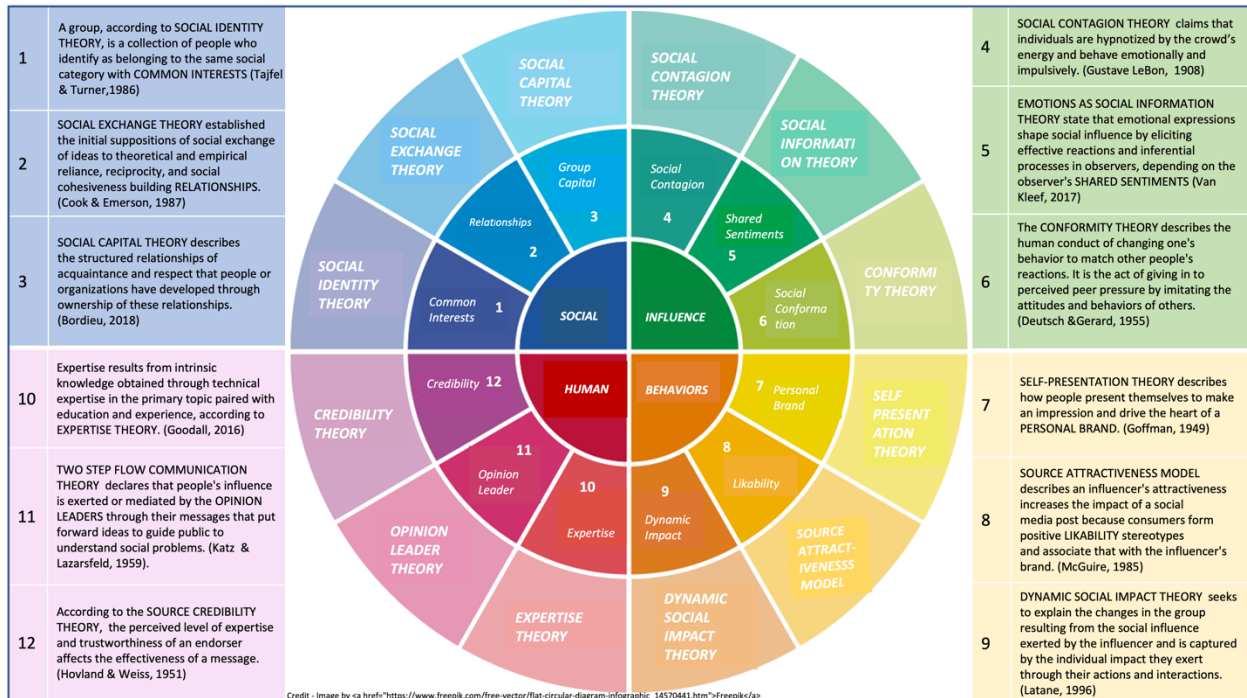 1
A group, according to SOCIAL IDENTITY
THEORY, is a collection of people who
identify as belonging to the same social
category with COMMON INTERESTS (Tajfel
& Turner,1986)
2
SOCIAL EXCHANGE THEORY established
the initial suppositions of social exchange
of ideas to theoretical and empirical
reliance, reciprocity, and social
cohesiveness building RELATIONSHIPS.
(Cook & Emerson, 1987)
3
SOCIAL CAPITAL THEORY describes
the structured relationships of
acquaintance and respect that people or
organizations have developed through
ownership of these relationships.
(Bordieu, 2018)
10
Expertise results from intrinsic
knowledge obtained through technical
expertise in the primary topic paired with
education and experience, according to
EXPERTISE THEORY. (Goodall, 2016)
11
TWO STEP FLOW COMMUNICATION
THEORY declares that people's influence
is exerted or mediated by the OPINION
LEADERS through their messages that put
forward ideas to guide public to
understand social problems. (Katz &
Lazarsfeld, 1959).
12
According to the SOURCE CREDIBILITY
THEORY, the perceived level of expertise
and trustworthiness of an endorser
affects the effectiveness of a message.
(Hovland & Weiss, 1951)
SOCIAL
CAPITAL
THEORY
SOCIAL
CONTAGION
THEORY
SOCIAL
EXCHANGE
THEORY
SOCIAL
INFORMATI
ON THEORY
SOCIAL
IDENTITY
THEORY
CONFORMI
TY THEORY
Group
Capital
3
Social
Contagion
4
Relationships
2
Shared
Sentiments
5
Common
Interests
1
Social
Conforma
tion
6
SOCIAL
INFLUENCE
HUMAN
BEHAVIORS
Credibility
12
7
Personal
Brand
11
Opinion
Leader
8
Likability
10
Expertise
9
Dynamic
Impact
CREDIBILITY
THEORY
SELF
PRESENT
ATION
THEORY
OPINION
LEADER
THEORY
SOURCE
ATTRACT-
IVENESSS
MODEL
EXPERTISE
THEORY
DYNAMIC
SOCIAL
IMPACT
THEORY
Credit - Image by <a href="https://www.freepik.com/free-vector/flat-circular-diagram-infographic_14570441.htm">Freepik</a>
4
SOCIAL CONTAGION THEORY claims that
individuals are hypnotized by the crowd's
energy and behave emotionally and
impulsively. (Gustave LeBon, 1908)
5
EMOTIONS AS SOCIAL INFORMATION
THEORY state that emotional expressions
shape social influence by eliciting
effective reactions and inferential
processes in observers, depending on the
observer's SHARED SENTIMENTS (Van
Kleef, 2017)
6
The CONFORMITY THEORY describes the
human conduct of changing one's
behavior to match other people's
reactions. It is the act of giving in to
perceived peer pressure by imitating the
attitudes and behaviors of others.
(Deutsch &Gerard, 1955)
7
SELF-PRESENTATION THEORY describes
how people present themselves to make
an impression and drive the heart of a
PERSONAL BRAND. (Goffman, 1949)
8
SOURCE ATTRACTIVENESS MODEL
describes an influencer's attractiveness
increases the impact of a social
media post because consumers form
positive LIKABILITY stereotypes
and associate that with the influencer's
brand. (McGuire, 1985)
9
DYNAMIC SOCIAL IMPACT THEORY seeks
to explain the changes in the group
resulting from the social influence
exerted by the influencer and is captured
by the individual impact they exert
through their actions and interactions.
(Latane, 1996)